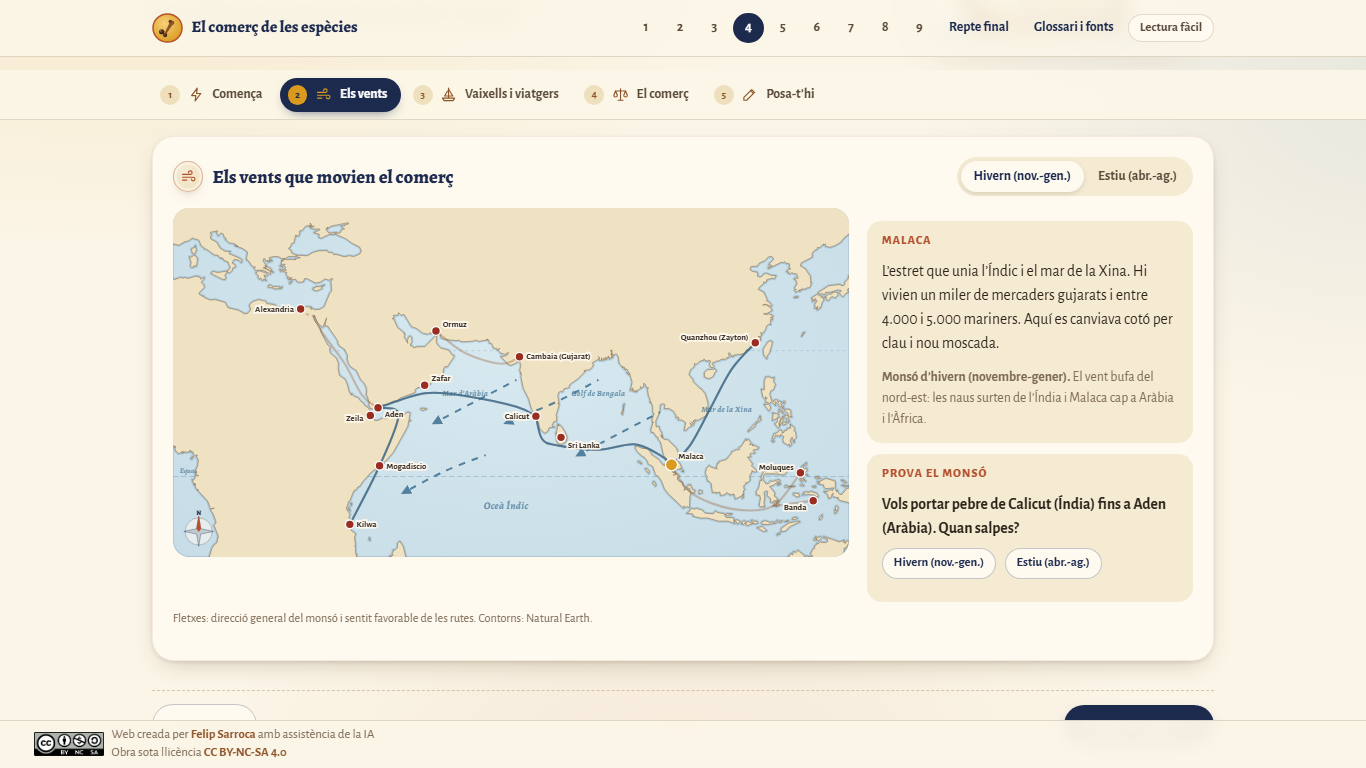 El comerç de les espècies
1 2 3 4 5 6 7 8 9 Repte final Glossari i fonts Lectura fàcil
1 Comença 2 Els vents 3 Vaixells i viatgers 4 El comerç 5 Posa-t'hi
Els vents que movien el comerç
Hivern (nov.-gen.) Estiu (abr.-ag.)
Alexandria
Ormuz
Cambaia (Gujarat)
Quanzhou (Zayton)
Zafar
Mar d'Aràbia
Golf de Bengala
Mar de la Xina
Zeila
Aden
Calicut
Sri Lanka
Malaca
Mogadiscio
Moluques
Banda
Oceà Índic
Kilwa
N
MALACA
L'estret que unia l'Índic i el mar de la Xina. Hi
vivien un miler de mercaders gujarats i entre
4.000 i 5.000 mariners. Aquí es canviava cotó per
clau i nou moscada.
Monsó d'hivern (novembre-gener). El vent bufa del
nord-est: les naus surten de l'Índia i Malaca cap a Aràbia
i l'Àfrica.
PROVA EL MONSÓ
Vols portar pebre de Calicut (Índia) fins a Aden
(Aràbia). Quan salpes?
Hivern (nov.-gen.) Estiu (abr.-ag.)
Fletxes: direcció general del monsó i sentit favorable de les rutes. Contorns: Natural Earth.
CC BY NC SA
Web creada per Felip Sarroca amb assistència de la IA
Obra sota llicència CC BY-NC-SA 4.0